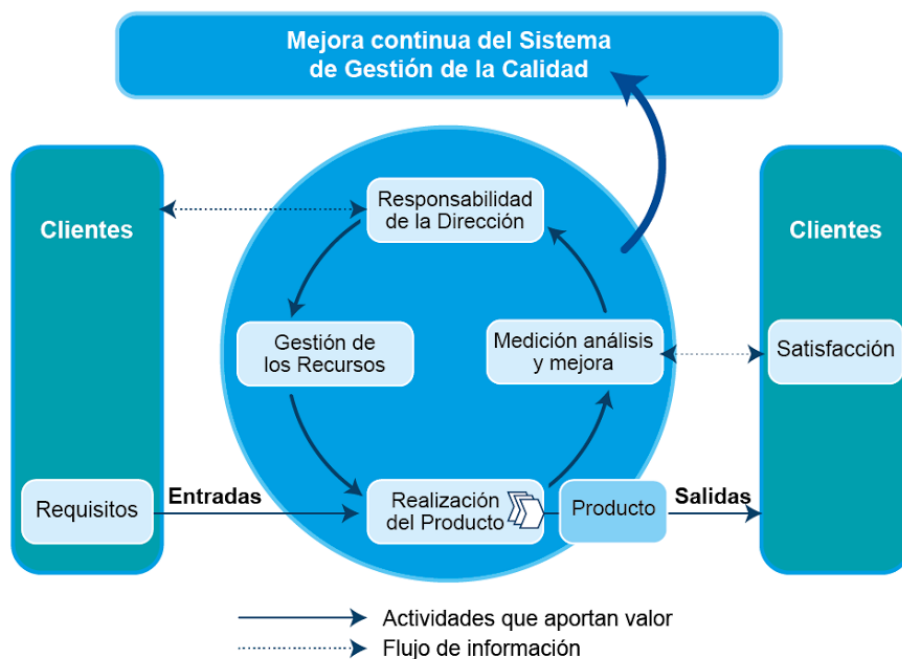 Mejora continua del Sistema
de Gestión de la Calidad
Clientes
Responsabilidad
de la Dirección
Clientes
Gestión de
los Recursos
Medición análisis
y mejora
Satisfacción
Requisitos
Entradas
Realización
del Producto
Producto
Salidas
Actividades que aportan valor
Flujo de información